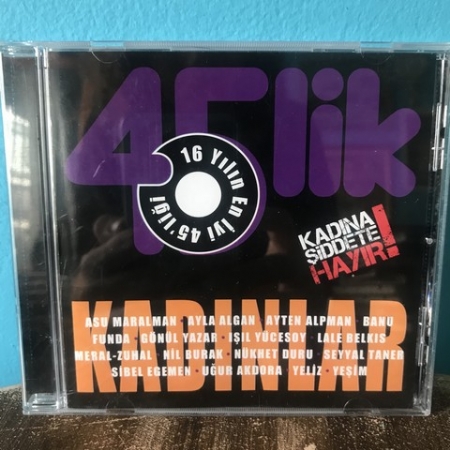 45lik
16 Yılın En İyi 45'liği
KADINA
ŞİDDETE
HAYIR!
KADINLAR
ASU MARALMAN · AYLA ALGAN · AYTEN ALPMAN · BANU
FUNDA · GÖNÜL YAZAR · IŞIL YÜCESOY · LALE BELKIS
MERAL-ZUHAL · NİL BURAK · NÜKHET DURU · SEYYAL TANER
SİBEL EGEMEN · UĞUR AKDORA · YELİZ · YEŞİM